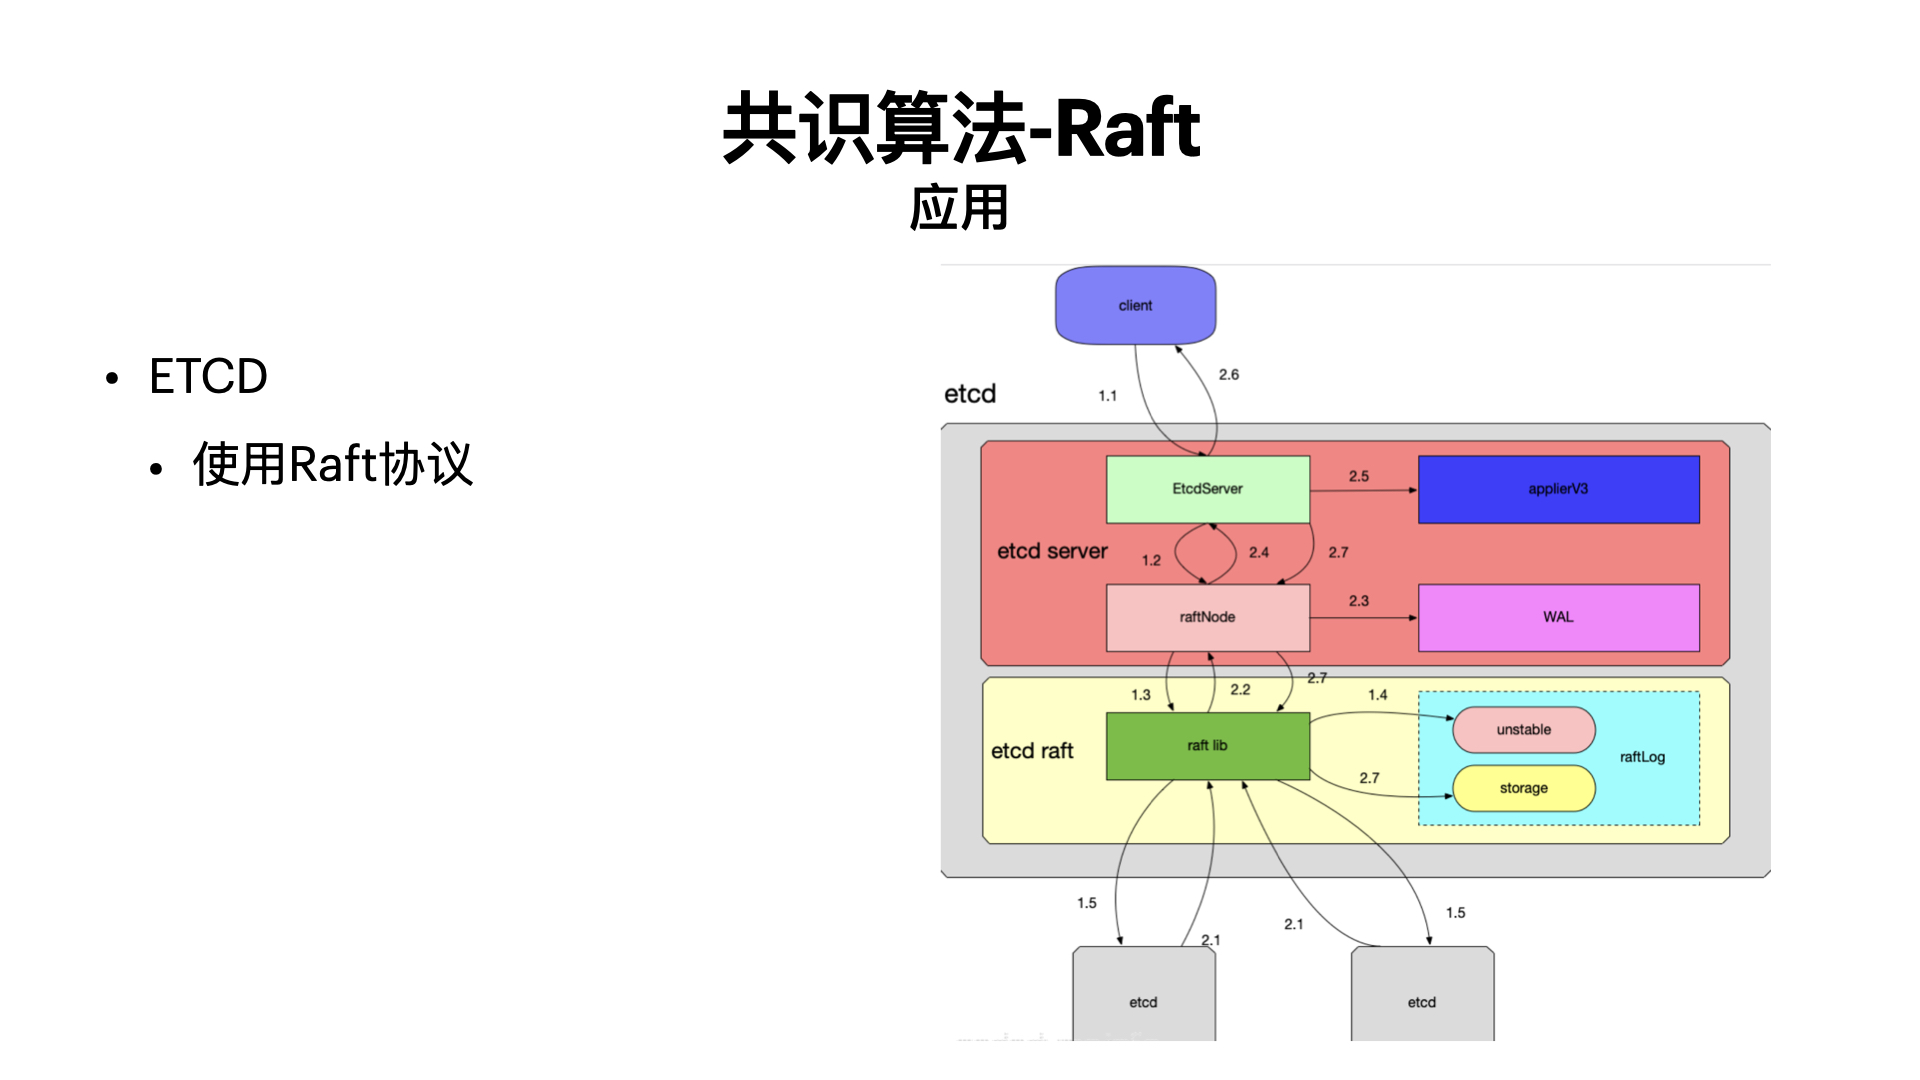 共识算法-Raft
应用
• ETCD
• 使用Raft协议
client
1.1
2.6
etcd
EtcdServer
2.5
applierV3
etcd server
1.2
2.4
2.7
raftNode
2.3
WAL
1.3
2.2
2.7
1.4
etcd raft
raft lib
unstable
raftLog
2.7
storage
1.5
2.1
2.1
1.5
etcd
etcd